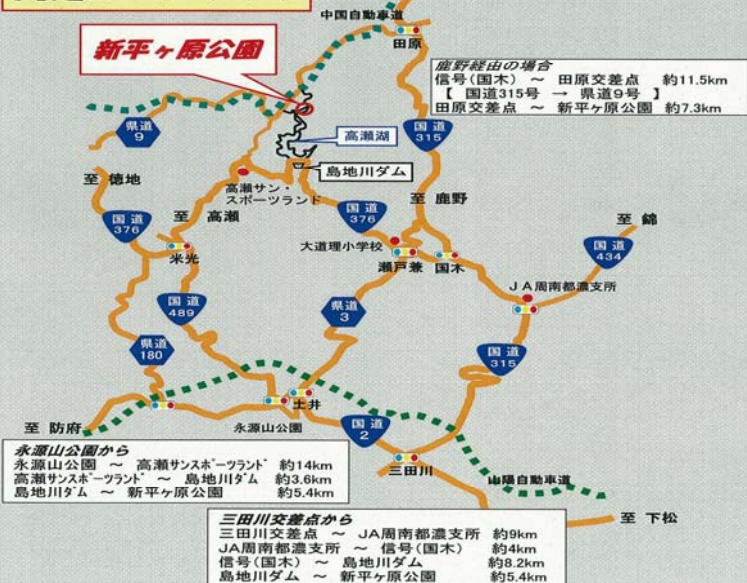 中国自動車道
田原
新平ヶ原公園
鹿野経由の場合
信号(国木) ～ 田原交差点 約11.5km
【 国道315号 → 県道9号 】
田原交差点 ～ 新平ヶ原公園 約7.3km
県道
9
高瀬湖
国道
315
島地川ダム
至 徳地
高瀬サン・
スポーツランド
国道
376
至 高瀬
国道
376
至 鹿野
至 錦
大道理小学校
国道
434
米光
瀬戸兼
国木
JA周南都濃支所
国道
489
県道
3
県道
180
国道
315
土井
至 防府
永源山公園
国道
2
三田川
山陽自動車道
永源山公園から
永源山公園 ～ 高瀬サンスポーツランド 約14km
高瀬サンスポーツランド ～ 島地川ダム 約3.6km
島地川ダム ～ 新平ヶ原公園 約5.4km
至 下松
三田川交差点から
三田川交差点 ～ JA周南都濃支所 約9km
JA周南都濃支所 ～ 信号(国木) 約4km
信号(国木) ～ 島地川ダム 約8.2km
島地川ダム ～ 新平ヶ原公園 約5.4km